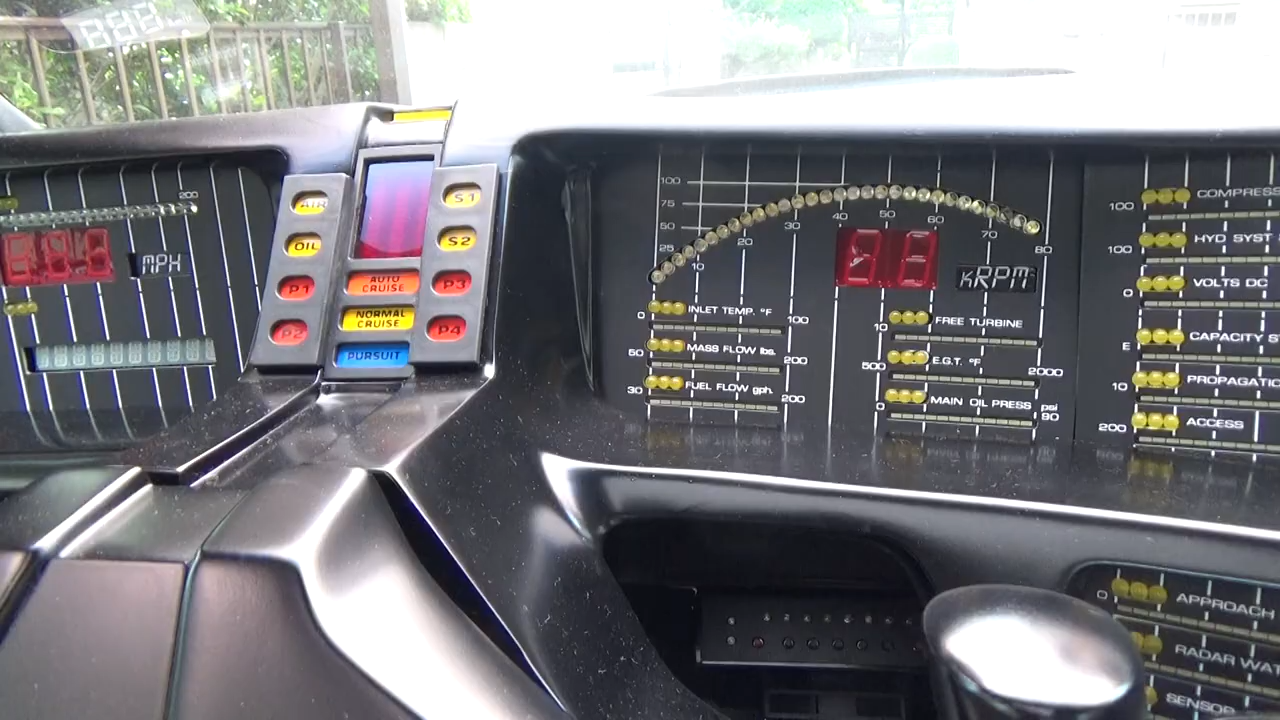 200
MPH
AIR
OIL
P1
P2
AUTO
CRUISE
NORMAL
CRUISE
PURSUIT
S1
S2
P3
P4
100
75
50
25
10
20
30
40
50
60
70
80
kRPM
0 INLET TEMP. °F 100
50 MASS FLOW lbs. 200
30 FUEL FLOW gph. 200
10 FREE TURBINE
500 E.G.T. °F 2000
0 MAIN OIL PRESS psi
90
100
100 HYD SYST
0 VOLTS DC
E CAPACITY
10
200 ACCESS
0 APPROACH
RADAR
SENSOR